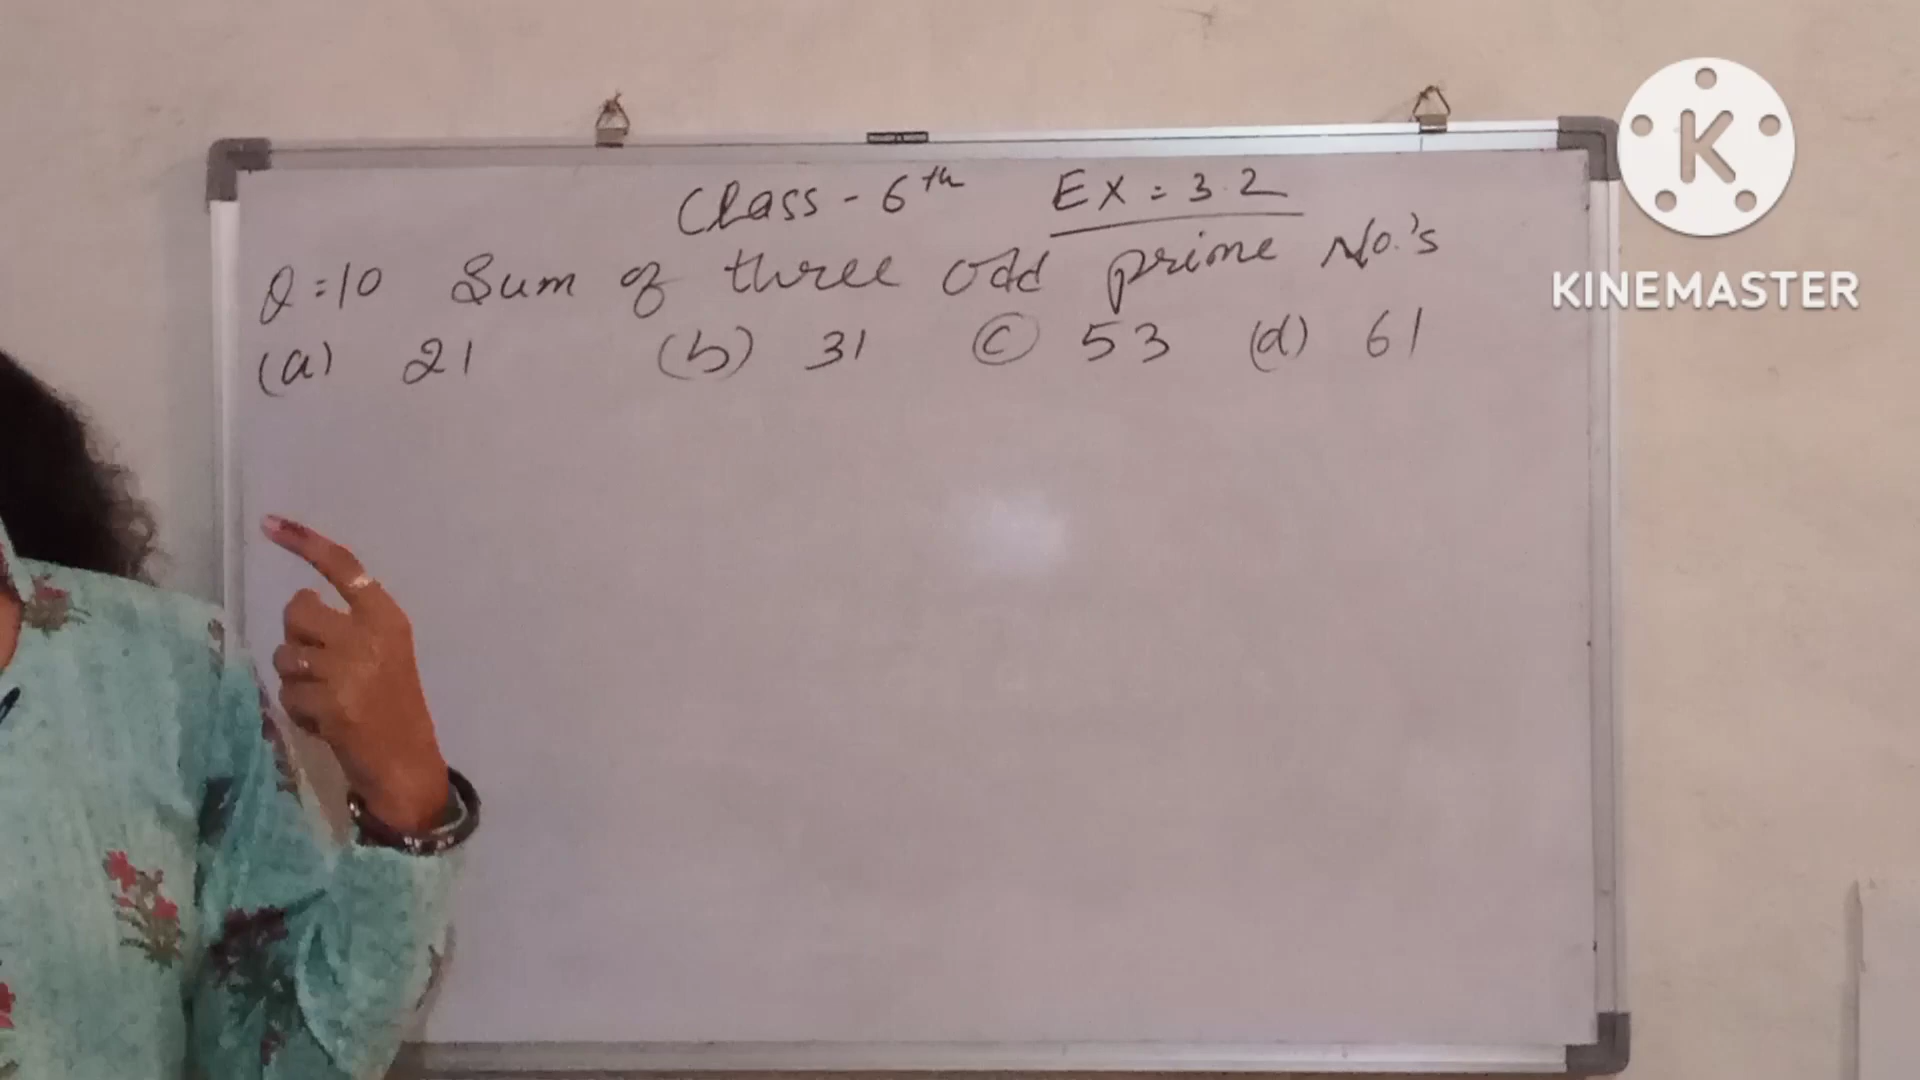 Class - 6th EX = 3.2
Q = 10 Sum of three odd prime No.'s
(a) 21 (b) 31 (c) 53 (d) 61
K
KINEMASTER